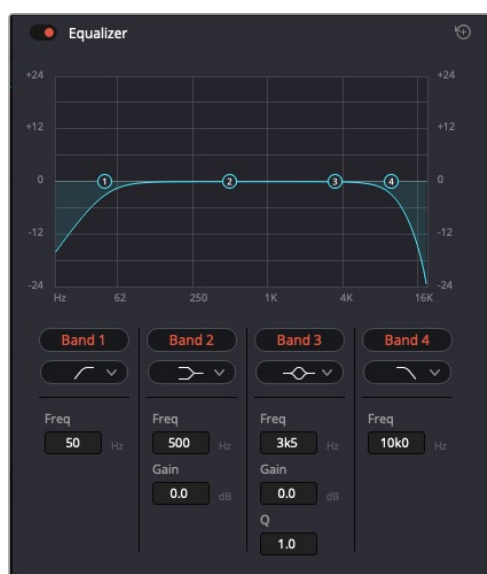 Equalizer
+24 +24
+12 +12
0 1 2 3 4 0
-12 -12
-24 -24
Hz 62 250 1K 4K 16K
Band 1 Band 2 Band 3 Band 4
Freq Freq Freq Freq
50 Hz 500 Hz 3k5 Hz 10k0 Hz
Gain Gain
0.0 dB 0.0 dB
Q
1.0